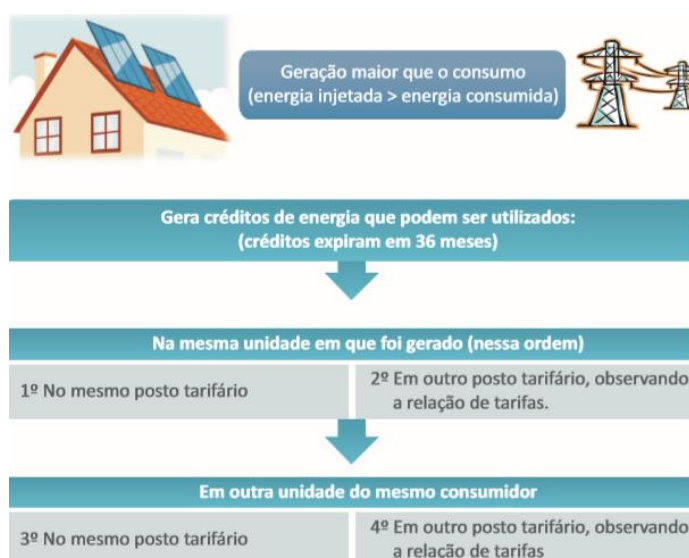 Geração maior que o consumo
(energia injetada > energia consumida)
Gera créditos de energia que podem ser utilizados:
(créditos expiram em 36 meses)
Na mesma unidade em que foi gerado (nessa ordem)
1º No mesmo posto tarifário
2º Em outro posto tarifário, observando
a relação de tarifas.
Em outra unidade do mesmo consumidor
3º No mesmo posto tarifário
4º Em outro posto tarifário, observando
a relação de tarifas